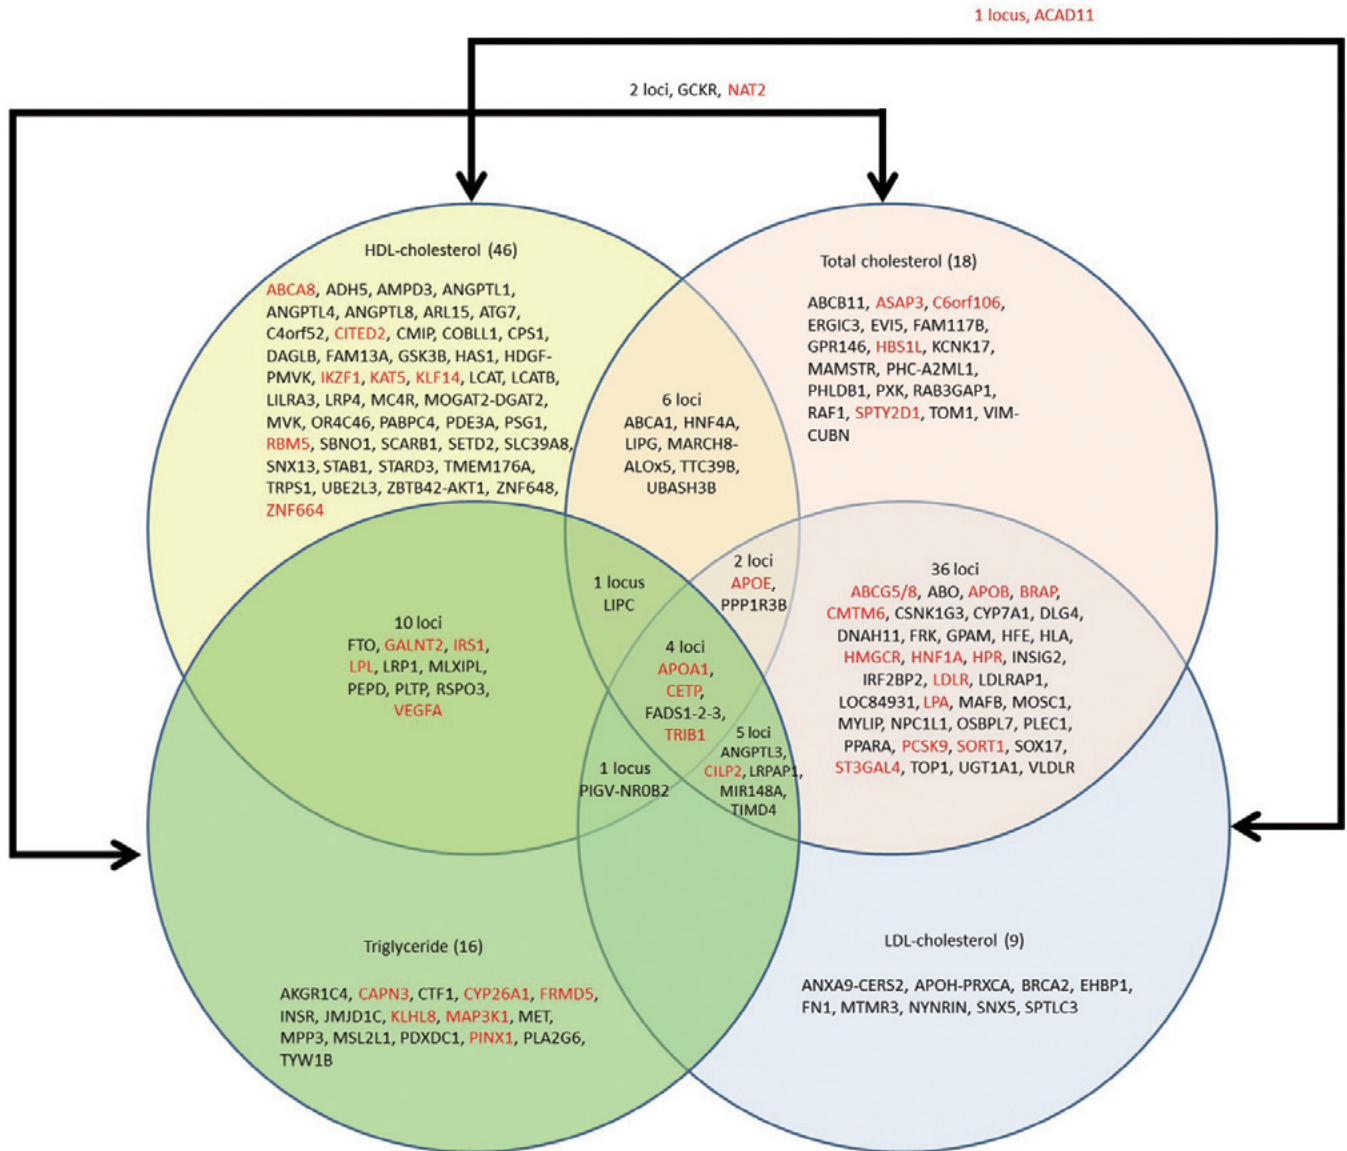 1 locus, ACAD11
2 loci, GCKR, NAT2
HDL-cholesterol (46)
ABCA8, ADH5, AMPD3, ANGPTL1,
ANGPTL4, ANGPTL8, ARL15, ATG7,
C4orf52, CITED2, CMIP, COBLL1, CPS1,
DAGLB, FAM13A, GSK3B, HAS1, HDGF-
PMVK, IKZF1, KAT5, KLF14, LCAT, LCATB,
LILRA3, LRP4, MC4R, MOGAT2-DGAT2,
MVK, OR4C46, PABPC4, PDE3A, PSG1,
RBM5, SBNO1, SCARB1, SETD2, SLC39A8,
SNX13, STAB1, STARD3, TMEM176A,
TRPS1, UBE2L3, ZBTB42-AKT1, ZNF648,
ZNF664
Total cholesterol (18)
ABCB11, ASAP3, C6orf106,
ERGIC3, EVI5, FAM117B,
GPR146, HBS1L, KCNK17,
MAMSTR, PHC-A2ML1,
PHLDB1, PXK, RAB3GAP1,
RAF1, SPTY2D1, TOM1, VIM-
CUBN
6 loci
ABCA1, HNF4A,
LIPG, MARCH8-
ALOx5, TTC39B,
UBASH3B
1 locus
LIPC
2 loci
APOE,
PPP1R3B
36 loci
ABCG5/8, ABO, APOB, BRAP,
CMTM6, CSNK1G3, CYP7A1, DLG4,
DNAH11, FRK, GPAM, HFE, HLA,
HMGCR, HNF1A, HPR, INSIG2,
IRF2BP2, LDLR, LDLRAP1,
LOC84931, LPA, MAFB, MOSC1,
MYLIP, NPC1L1, OSBPL7, PLEC1,
PPARA, PCSK9, SORT1, SOX17,
ST3GAL4, TOP1, UGT1A1, VLDLR
10 loci
FTO, GALNT2, IRS1,
LPL, LRP1, MLXIPL,
PEPD, PLTP, RSPO3,
VEGFA
4 loci
APOA1,
CETP,
FADS1-2-3,
TRIB1
5 loci
ANGPTL3,
CILP2, LRPAP1,
MIR148A,
TIMD4
1 locus
PIGV-NR0B2
Triglyceride (16)
AKGR1C4, CAPN3, CTF1, CYP26A1, FRMD5,
INSR, JMJD1C, KLHL8, MAP3K1, MET,
MPP3, MSL2L1, PDXDC1, PINX1, PLA2G6,
TYW1B
LDL-cholesterol (9)
ANXA9-CERS2, APOH-PRXCA, BRCA2, EHBP1,
FN1, MTMR3, NYNRIN, SNX5, SPTLC3